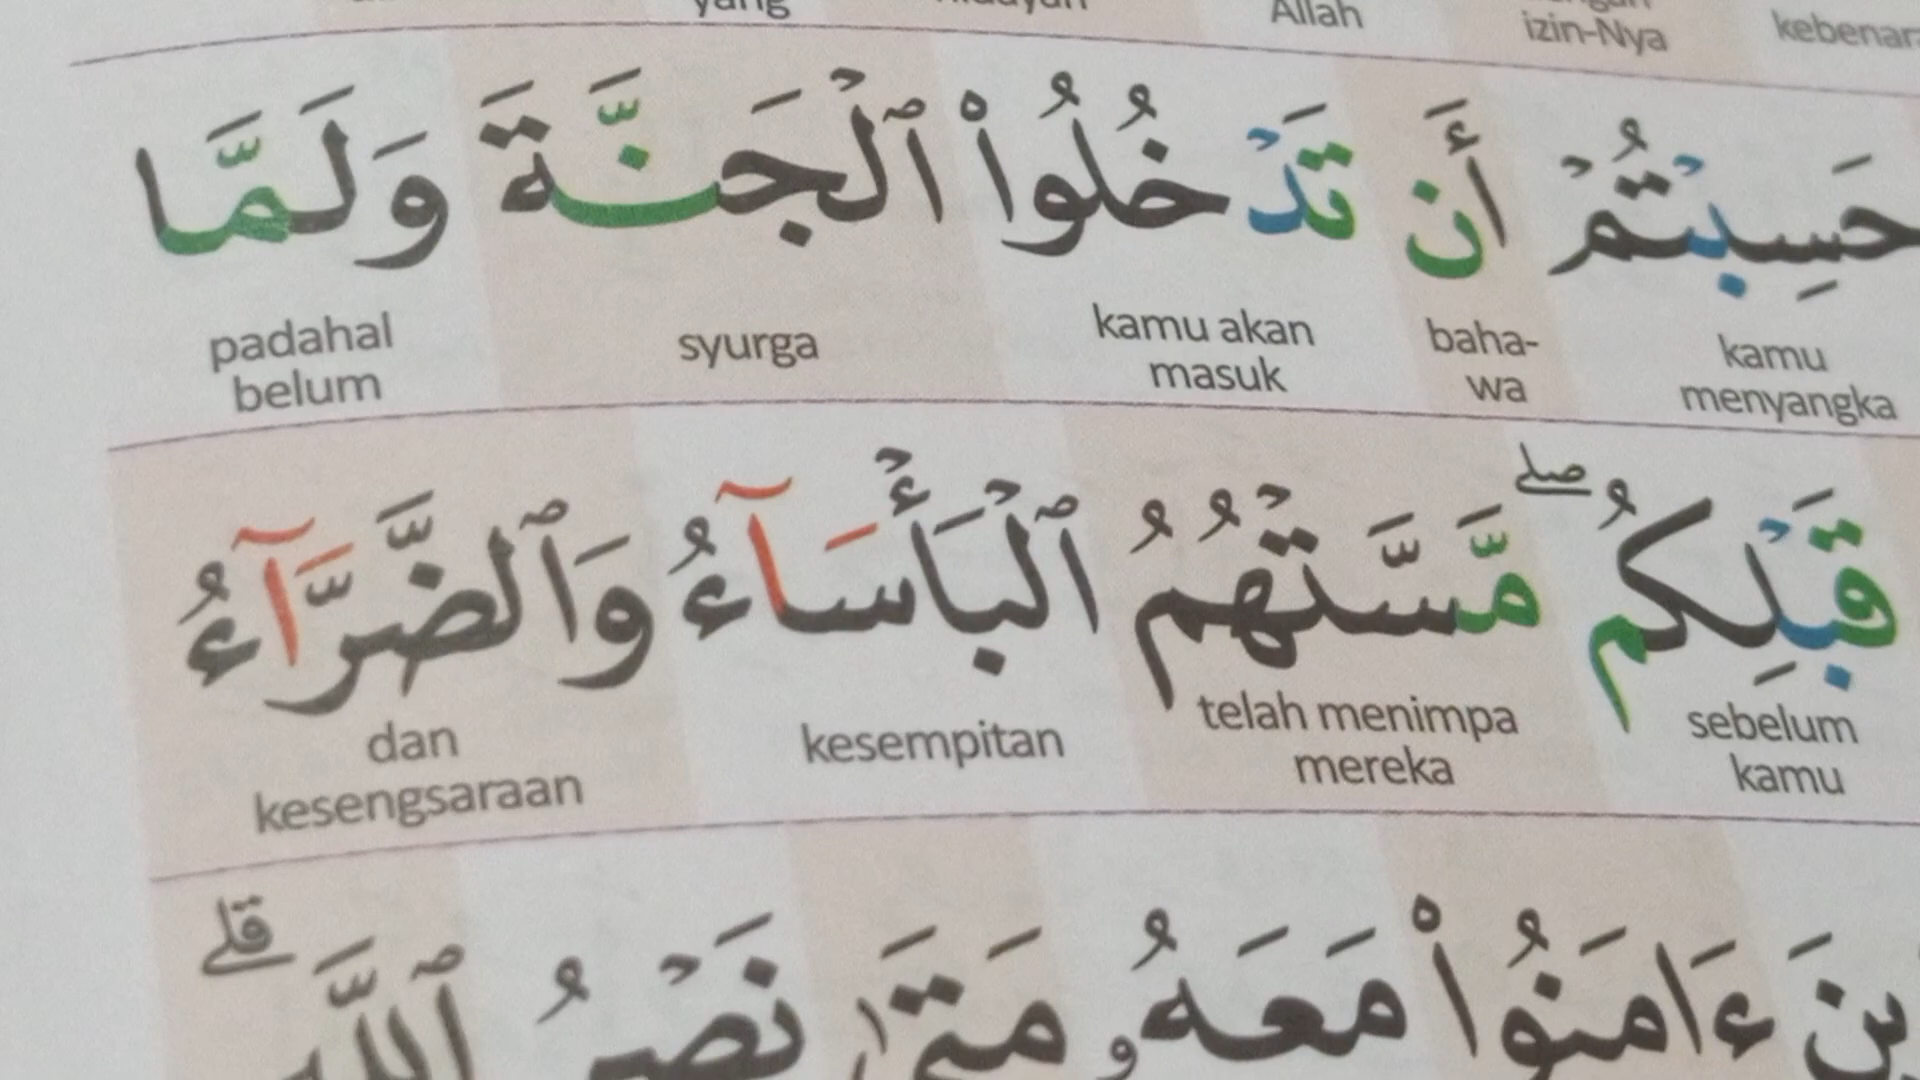 yang Allah izin-Nya
حَسِبْتُمْ أَن تَدْخُلُوا۟ ٱلْجَنَّةَ وَلَمَّا
kamu menyangka baha-wa kamu akan masuk syurga padahal belum
قَبْلِكُم ۖ مَّسَّتْهُمُ ٱلْبَأْسَآءُ وَٱلضَّرَّآءُ
sebelum kamu telah menimpa mereka kesempitan dan kesengsaraan
ءَامَنُوا۟ مَعَهُۥ مَتَىٰ نَصْرُ ٱللَّهِ ۗ